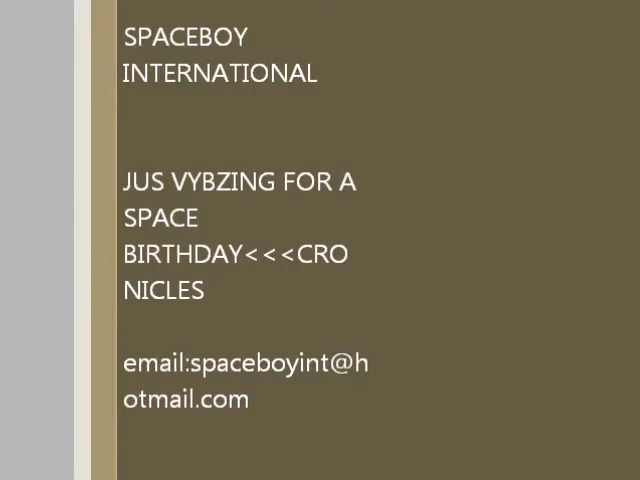 SPACEBOY
INTERNATIONAL
JUS VYBZING FOR A
SPACE
BIRTHDAY<<<CRO
NICLES
email:spaceboyint@h
otmail.com